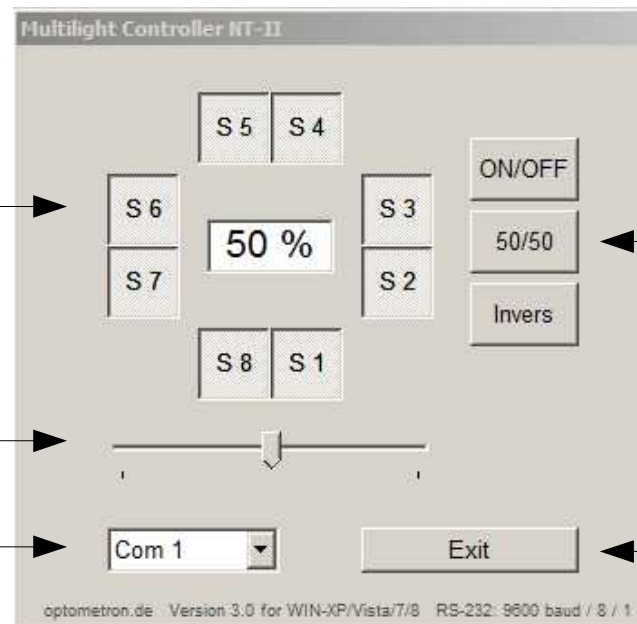 Multilight Controller NT-II
S 5 S 4
ON/OFF
S 6 S 3
50 %
50/50
S 7 S 2
Invers
S 8 S 1
Com 1
Exit
optometron.de Version 3.0 for WIN-XP/Vista/7/8 RS-232: 9600 baud / 8 / 1